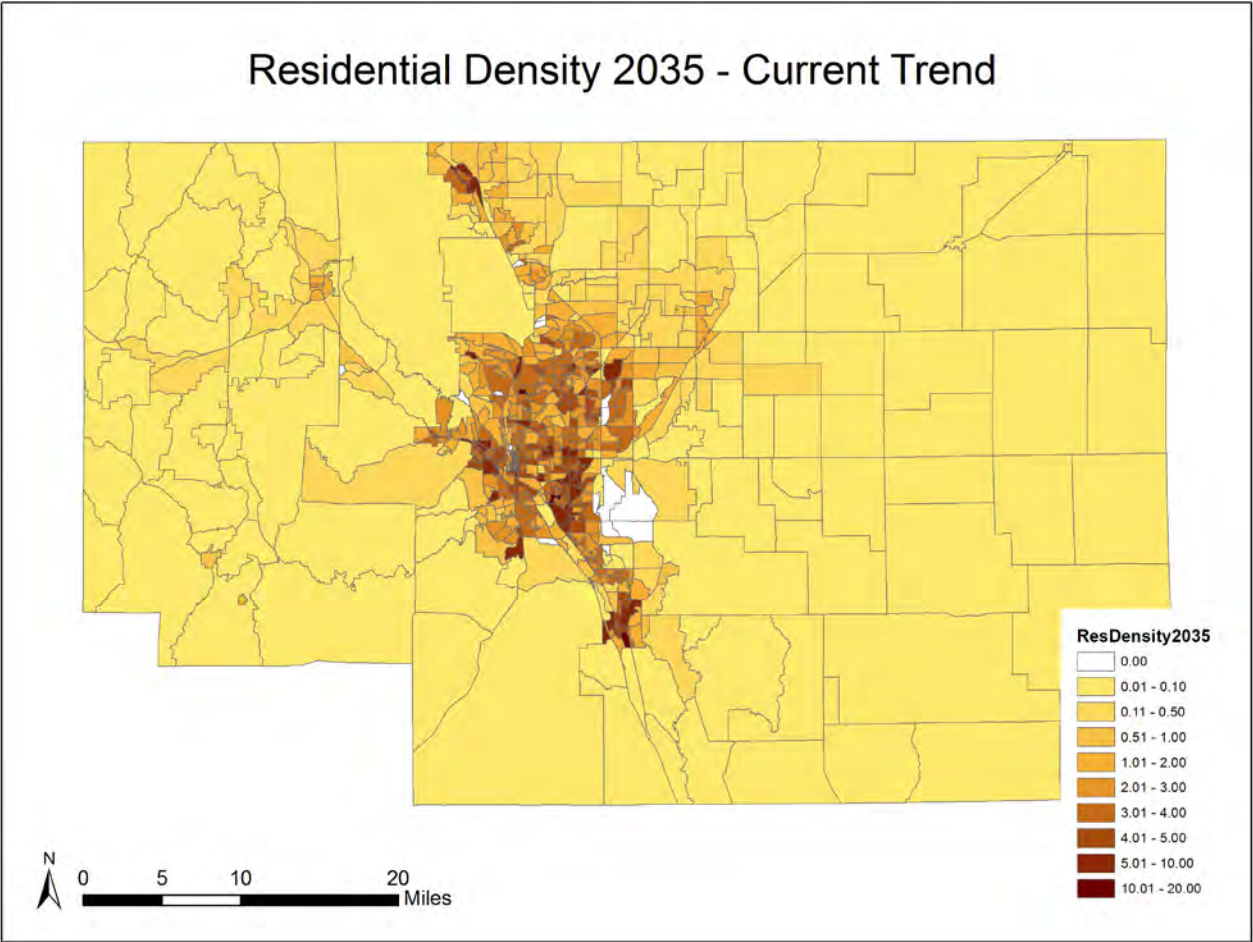 Residential Density 2035 - Current Trend
ResDensity2035
0.00
0.01 - 0.10
0.11 - 0.50
0.51 - 1.00
1.01 - 2.00
2.01 - 3.00
3.01 - 4.00
4.01 - 5.00
5.01 - 10.00
10.01 - 20.00
N
0 5 10 20
Miles